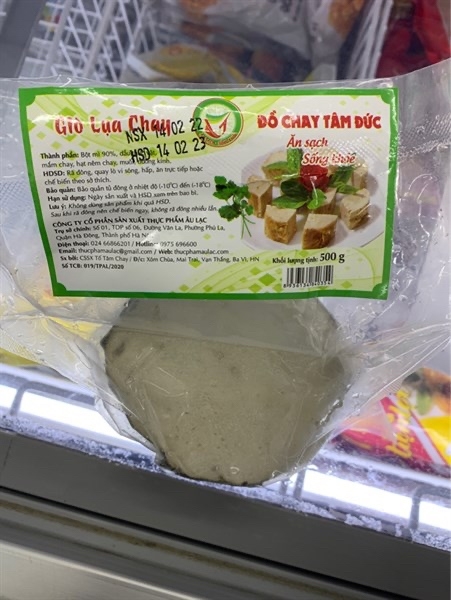 Giò Lụa Chay
NSX 14 02 22
HSD 14 02 23
ĐỒ CHAY TÂM ĐỨC
Ăn sạch
Sống khỏe
Thành phần: Bột mì 90%,
mắm chay, hạt nêm chay, muối, đường kính.
HDSD: Rã đông, quay lò vi sóng, hấp, ăn trực tiếp hoặc
chế biến theo sở thích.
Bảo quản: Bảo quản tủ đông ở nhiệt độ (-10°C) đến (-18°C)
Hạn sử dụng: Ngày sản xuất và HSD xem trên bao bì.
Lưu ý: Không dùng sản phẩm khi quá HSD.
Sau khi rã đông nên chế biến ngay, không rã đông nhiều lần
CÔNG TY CỔ PHẦN SẢN XUẤT THỰC PHẨM ÂU LẠC
Trụ sở chính: Số 01, TDP số 06, Đường Văn La, Phường Phú La,
Quận Hà Đông, Thành phố Hà Nội
Điện thoại: 024 66866201 / Hotline: 0975 696600
Email: thucphamaulac@gmail.com / Web: thucphamaulac.com
Sx bởi: CSSX Tổ Tâm Chay / Đ/c: Xóm Chùa, Mai Trai, Vạn Thắng, Ba Vì, HN
Số TCB: 019/TPAL/2020
Khối lượng tịnh: 500 g